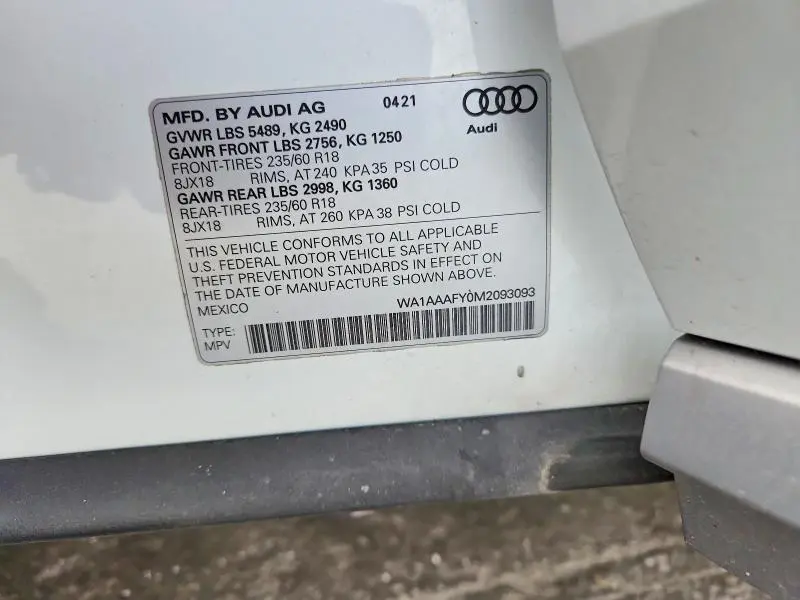 MFD. BY AUDI AG 0421
GVWR LBS 5489, KG 2490
Audi
GAWR FRONT LBS 2756, KG 1250
FRONT-TIRES 235/60 R18
8JX18 RIMS, AT 240 KPA 35 PSI COLD
GAWR REAR LBS 2998, KG 1360
REAR-TIRES 235/60 R18
8JX18 RIMS, AT 260 KPA 38 PSI COLD
THIS VEHICLE CONFORMS TO ALL APPLICABLE
U.S. FEDERAL MOTOR VEHICLE SAFETY AND
THEFT PREVENTION STANDARDS IN EFFECT ON
THE DATE OF MANUFACTURE SHOWN ABOVE.
MEXICO WA1AAAFY0M2093093
TYPE:
MPV